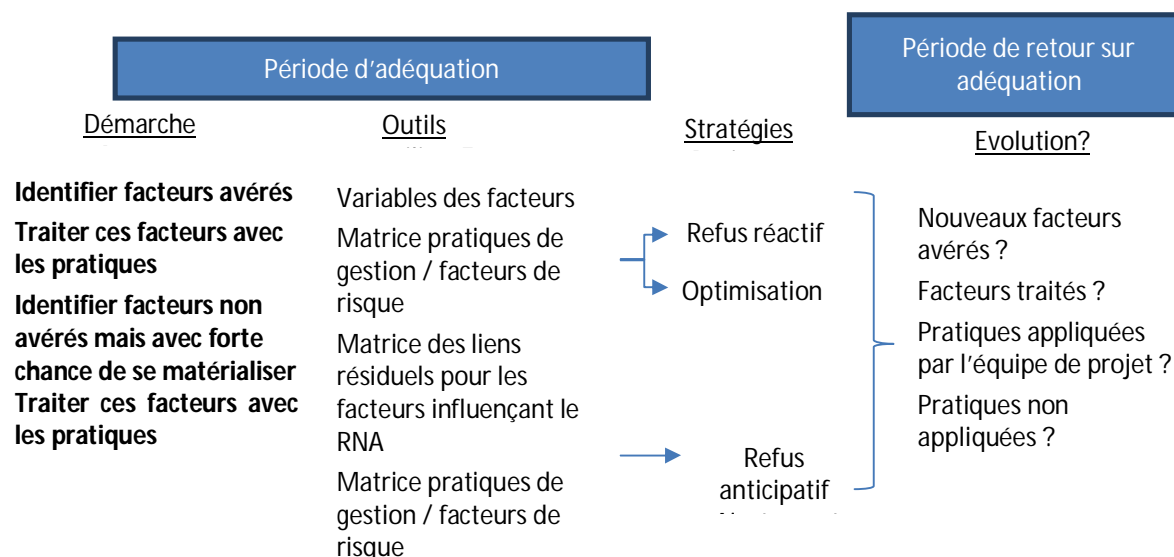 Période d'adéquation
Période de retour sur
adéquation
Démarche
Outils
Stratégies
Evolution?
Identifier facteurs avérés
Traiter ces facteurs avec
les pratiques
Identifier facteurs non
avérés mais avec forte
chance de se matérialiser
Traiter ces facteurs avec
les pratiques
Variables des facteurs
Matrice pratiques de
gestion / facteurs de
risque
Matrice des liens
résiduels pour les
facteurs influençant le
RNA
Matrice pratiques de
gestion / facteurs de
risque
Refus réactif
Optimisation
Refus
anticipatif
Nouveaux facteurs
avérés ?
Facteurs traités ?
Pratiques appliquées
par l'équipe de projet ?
Pratiques non
appliquées ?